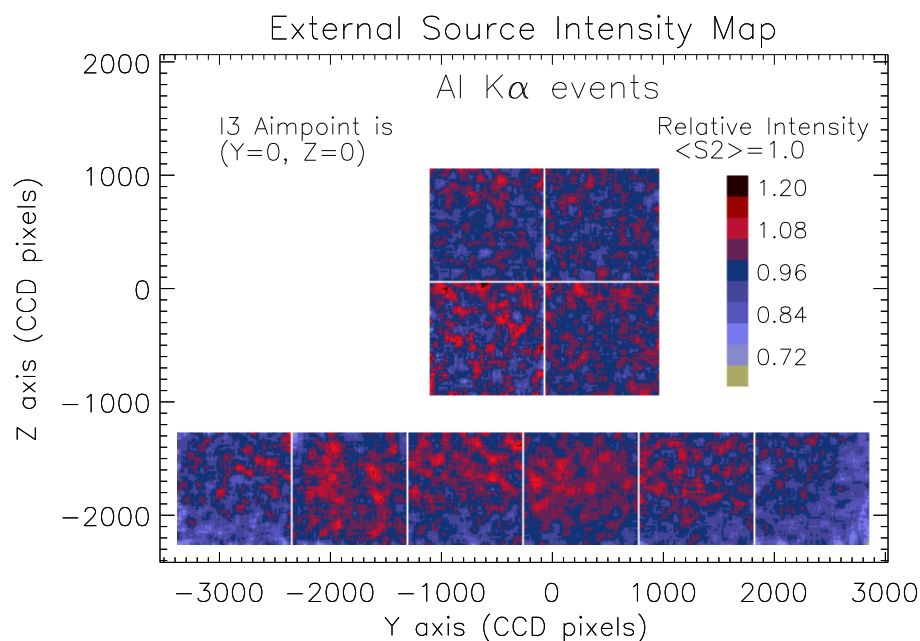 External Source Intensity Map
Al Kα events
I3 Aimpoint is
(Y=0, Z=0)
Relative Intensity
<S2>=1.0
1.20
1.08
0.96
0.84
0.72
Z axis (CCD pixels)
2000
1000
0
−1000
−2000
−3000 −2000 −1000 0 1000 2000 3000
Y axis (CCD pixels)